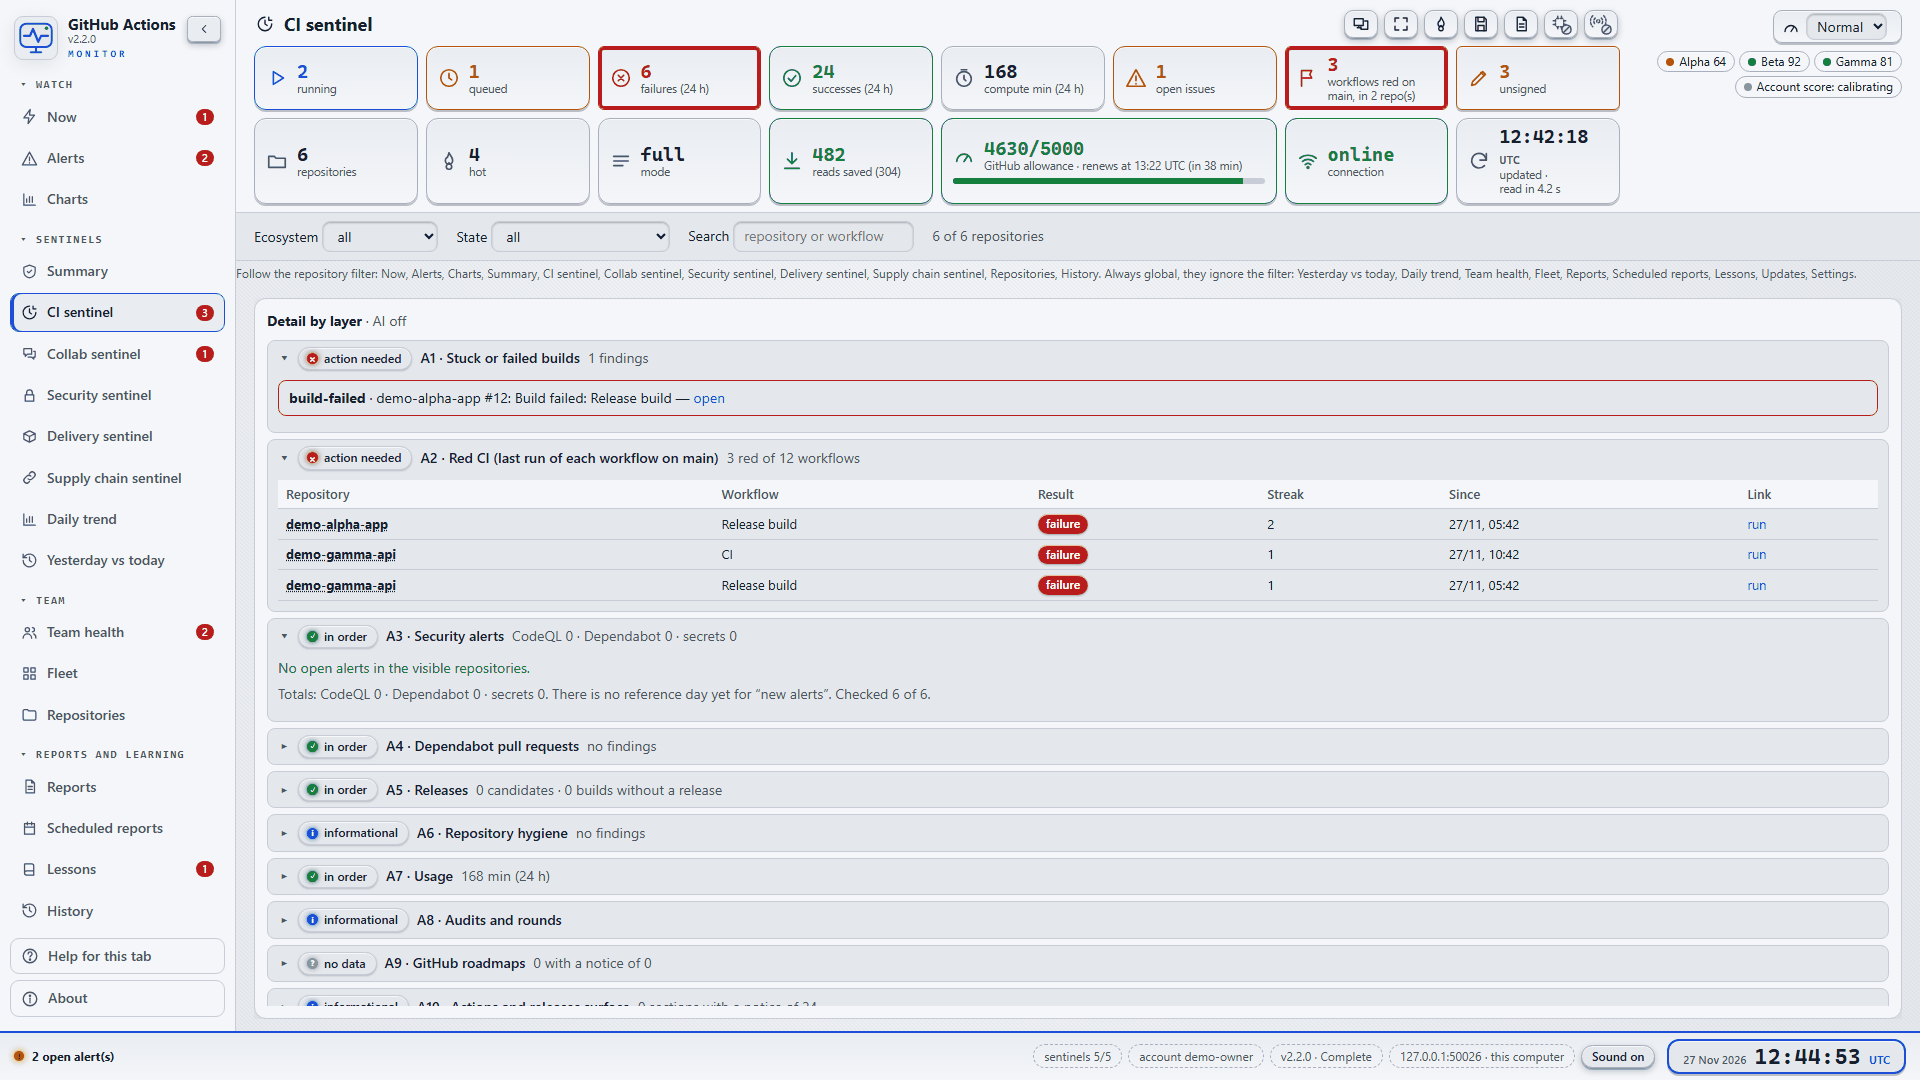 GitHub Actions
v2.2.0
MONITOR
WATCH
Now 1
Alerts 2
Charts
SENTINELS
Summary
CI sentinel 3
Collab sentinel 1
Security sentinel
Delivery sentinel
Supply chain sentinel
Daily trend
Yesterday vs today
TEAM
Team health 2
Fleet
Repositories
REPORTS AND LEARNING
Reports
Scheduled reports
Lessons 1
History
Help for this tab
About
CI sentinel
Normal
2
running
1
queued
6
failures (24 h)
24
successes (24 h)
168
compute min (24 h)
1
open issues
3
workflows red on
main, in 2 repo(s)
3
unsigned
Alpha 64
Beta 92
Gamma 81
Account score: calibrating
6
repositories
4
hot
full
mode
482
reads saved (304)
4630/5000
GitHub allowance · renews at 13:22 UTC (in 38 min)
online
connection
12:42:18
UTC
updated ·
read in 4.2 s
Ecosystem all State all Search repository or workflow 6 of 6 repositories
Follow the repository filter: Now, Alerts, Charts, Summary, CI sentinel, Collab sentinel, Security sentinel, Delivery sentinel, Supply chain sentinel, Repositories, History. Always global, they ignore the filter: Yesterday vs today, Daily trend, Team health, Fleet, Reports, Scheduled reports, Lessons, Updates, Settings.
Detail by layer · AI off
action needed A1 · Stuck or failed builds 1 findings
build-failed · demo-alpha-app #12: Build failed: Release build — open
action needed A2 · Red CI (last run of each workflow on main) 3 red of 12 workflows
Repository Workflow Result Streak Since Link
demo-alpha-app Release build failure 2 27/11, 05:42 run
demo-gamma-api CI failure 1 27/11, 10:42 run
demo-gamma-api Release build failure 1 27/11, 05:42 run
in order A3 · Security alerts CodeQL 0 · Dependabot 0 · secrets 0
No open alerts in the visible repositories.
Totals: CodeQL 0 · Dependabot 0 · secrets 0. There is no reference day yet for “new alerts”. Checked 6 of 6.
in order A4 · Dependabot pull requests no findings
in order A5 · Releases 0 candidates · 0 builds without a release
informational A6 · Repository hygiene no findings
in order A7 · Usage 168 min (24 h)
informational A8 · Audits and rounds
no data A9 · GitHub roadmaps 0 with a notice of 0
informational A10 · Actions and releases surface 0 sections with a notice of 24
2 open alert(s)
sentinels 5/5
account demo-owner
v2.2.0 · Complete
127.0.0.1:50026 · this computer
Sound on
27 Nov 2026 12:44:53 UTC